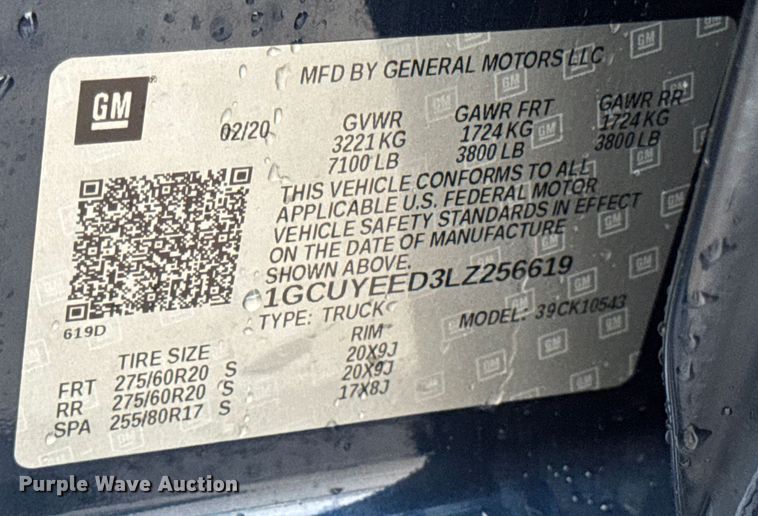 GM
MFD BY GENERAL MOTORS LLC
02/20
GVWR GAWR FRT GAWR RR
3221 KG 1724 KG 1724 KG
7100 LB 3800 LB 3800 LB
THIS VEHICLE CONFORMS TO ALL
APPLICABLE U.S. FEDERAL MOTOR
VEHICLE SAFETY STANDARDS IN EFFECT
ON THE DATE OF MANUFACTURE
SHOWN ABOVE.
1GCUYEED3LZ256619
619D
TYPE: TRUCK MODEL: 39CK10543
TIRE SIZE RIM
FRT 275/60R20 S 20X9J
RR 275/60R20 S 20X9J
SPA 255/80R17 S 17X8J
Purple Wave Auction